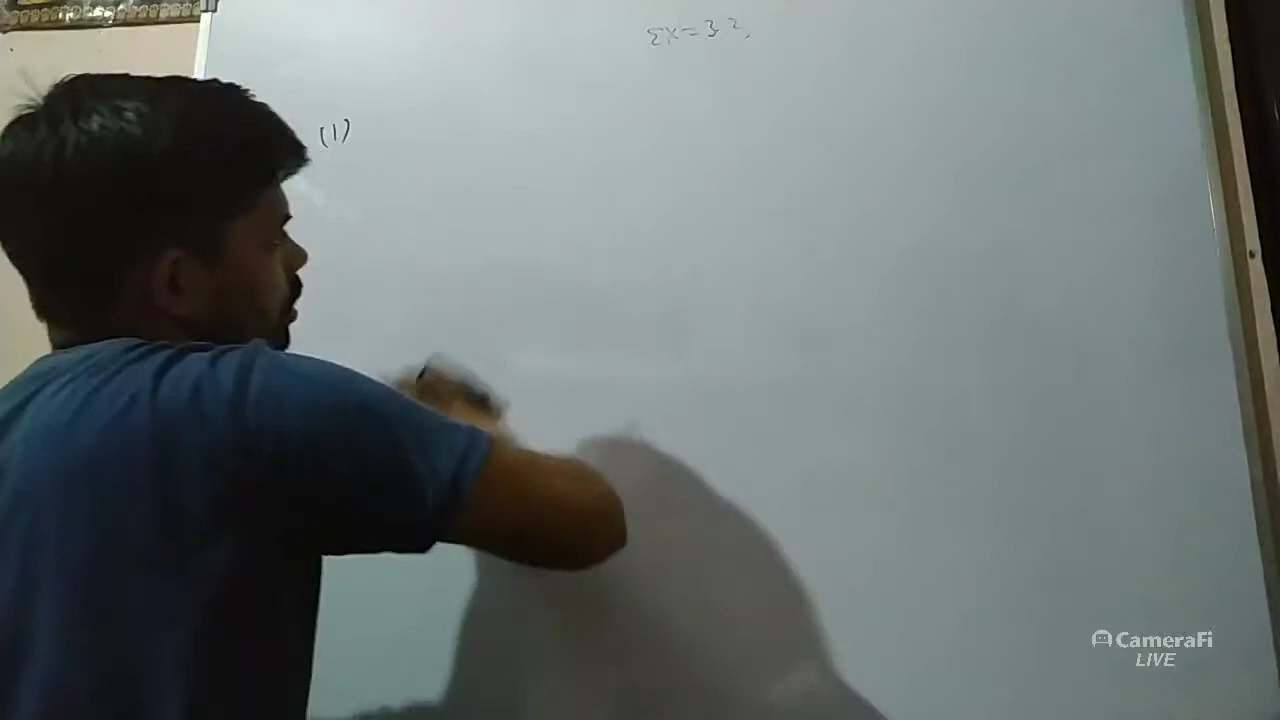 Σx = 32,
(1)
CameraFi
LIVE